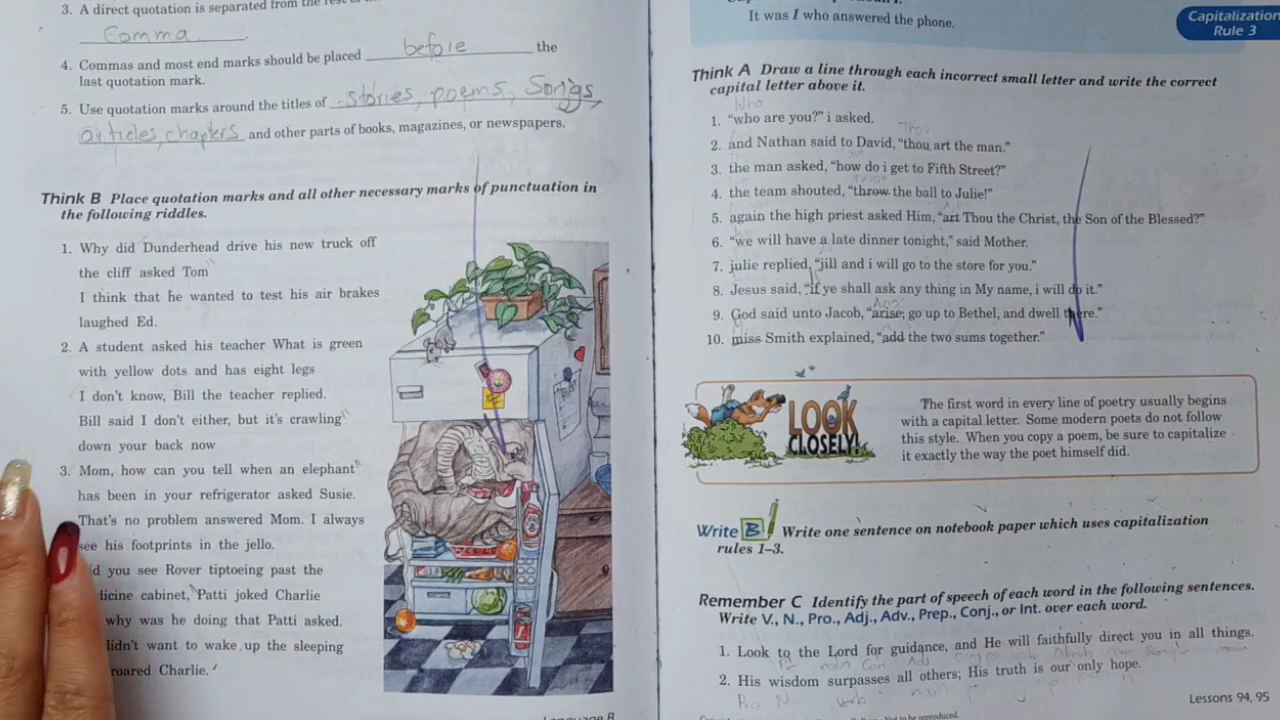 3. A direct quotation is separated from the rest of
Comma.
4. Commas and most end marks should be placed before the
last quotation mark.
5. Use quotation marks around the titles of stories, poems, Songs,
articles, chapters and other parts of books, magazines, or newspapers.
Think B Place quotation marks and all other necessary marks of punctuation in
the following riddles.
1. Why did Dunderhead drive his new truck off
the cliff asked Tom
I think that he wanted to test his air brakes
laughed Ed.
2. A student asked his teacher What is green
with yellow dots and has eight legs
I don't know, Bill the teacher replied.
Bill said I don't either, but it's crawling
down your back now
3. Mom, how can you tell when an elephant
has been in your refrigerator asked Susie.
That's no problem answered Mom. I always
see his footprints in the jello.
you see Rover tiptoeing past the
cabinet, Patti joked Charlie
why was he doing that Patti asked.
want to wake up the sleeping
roared Charlie.
It was I who answered the phone.
Capitalization
Rule 3
Think A Draw a line through each incorrect small letter and write the correct
capital letter above it.
Who
1. "who are you?" i asked.
2. and Nathan said to David, "thou art the man."
3. the man asked, "how do i get to Fifth Street?"
4. the team shouted, "throw the ball to Julie!"
5. again the high priest asked Him, "art Thou the Christ, the Son of the Blessed?"
6. "we will have a late dinner tonight," said Mother.
7. julie replied, "jill and i will go to the store for you."
8. Jesus said, "if ye shall ask any thing in My name, i will do it."
9. God said unto Jacob, "arise, go up to Bethel, and dwell there."
10. miss Smith explained, "add the two sums together."
LOOK
CLOSELY!
The first word in every line of poetry usually begins
with a capital letter. Some modern poets do not follow
this style. When you copy a poem, be sure to capitalize
it exactly the way the poet himself did.
Write B Write one sentence on notebook paper which uses capitalization
rules 1–3.
Remember C Identify the part of speech of each word in the following sentences.
Write V., N., Pro., Adj., Adv., Prep., Conj., or Int. over each word.
1. Look to the Lord for guidance, and He will faithfully direct you in all things.
2. His wisdom surpasses all others; His truth is our only hope.
Lessons 94, 95